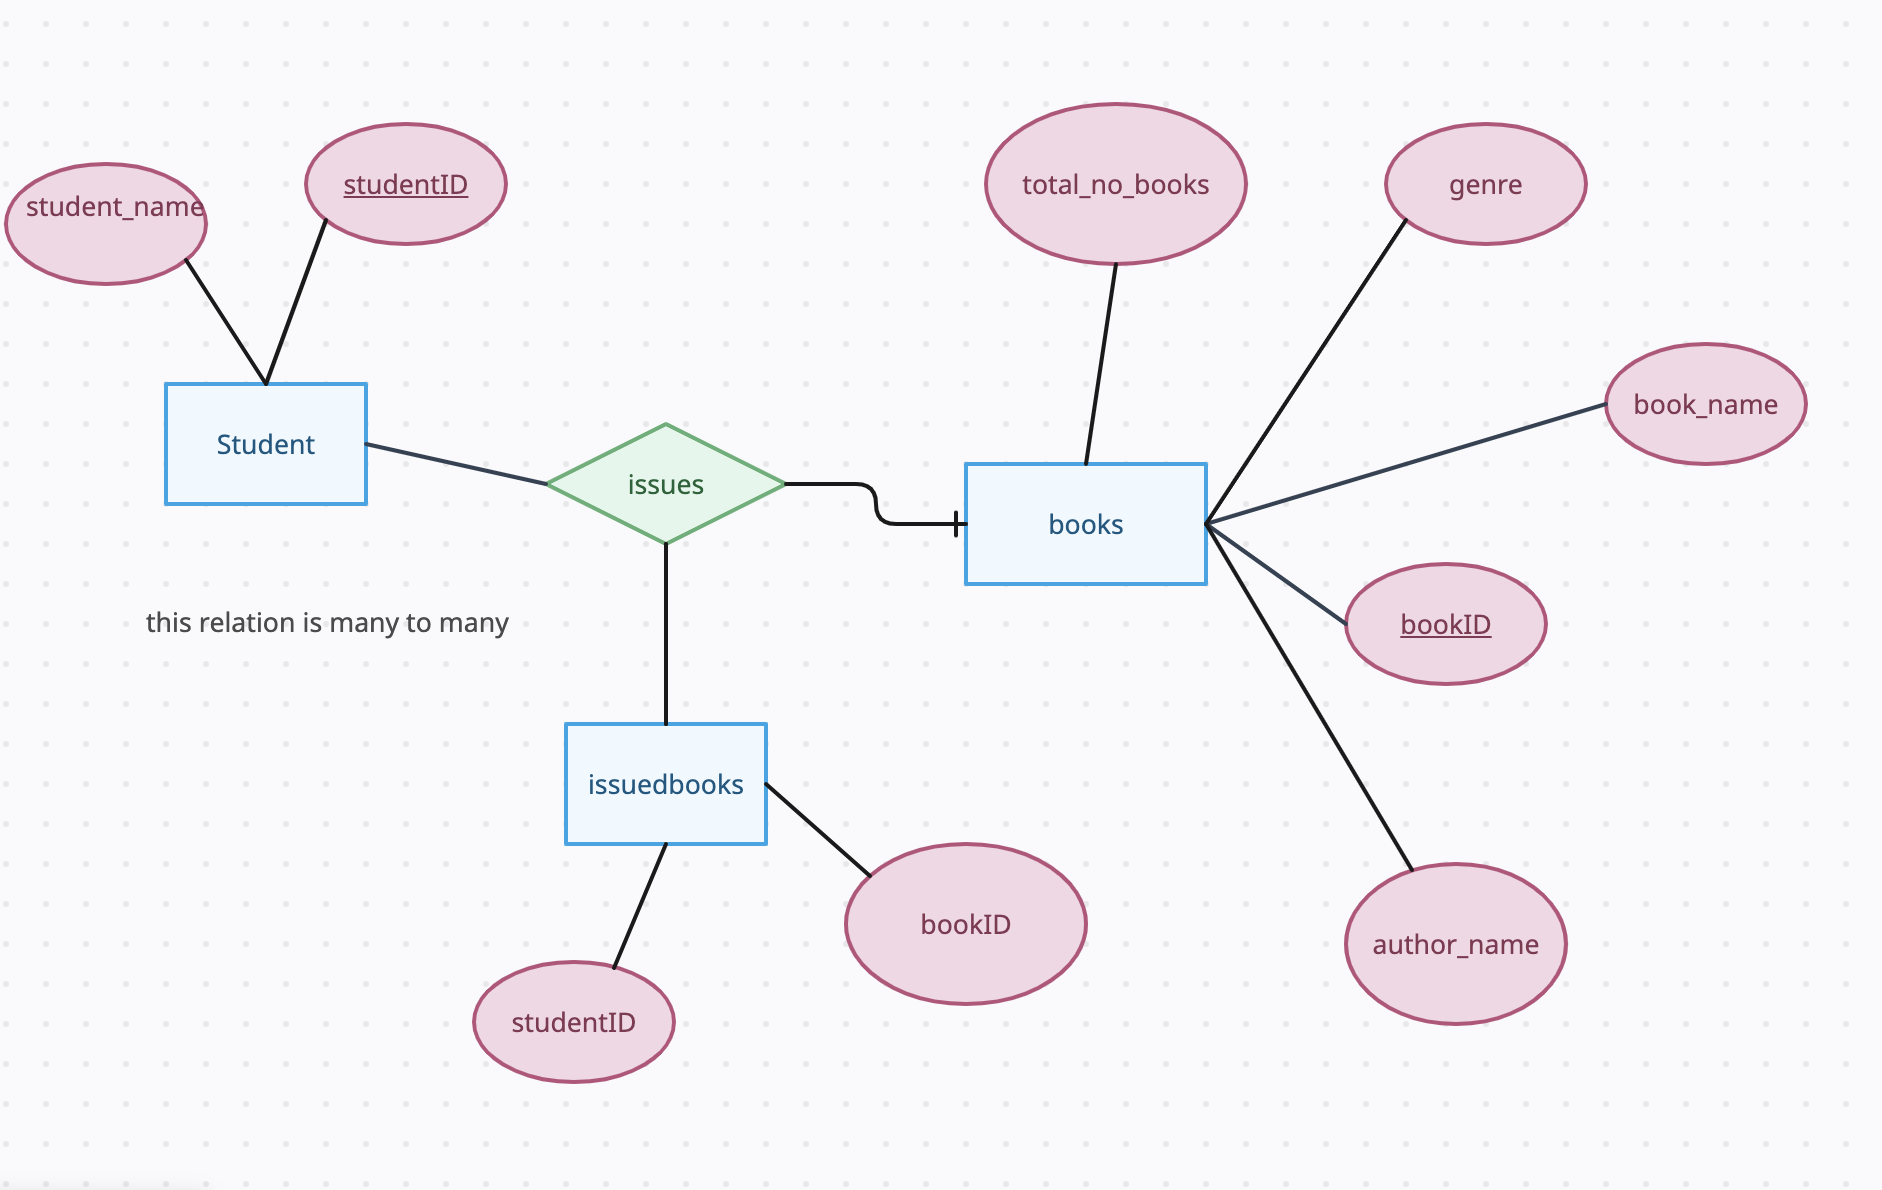 student_name
studentID
total_no_books
genre
book_name
Student
issues
books
bookID
this relation is many to many
issuedbooks
bookID
author_name
studentID